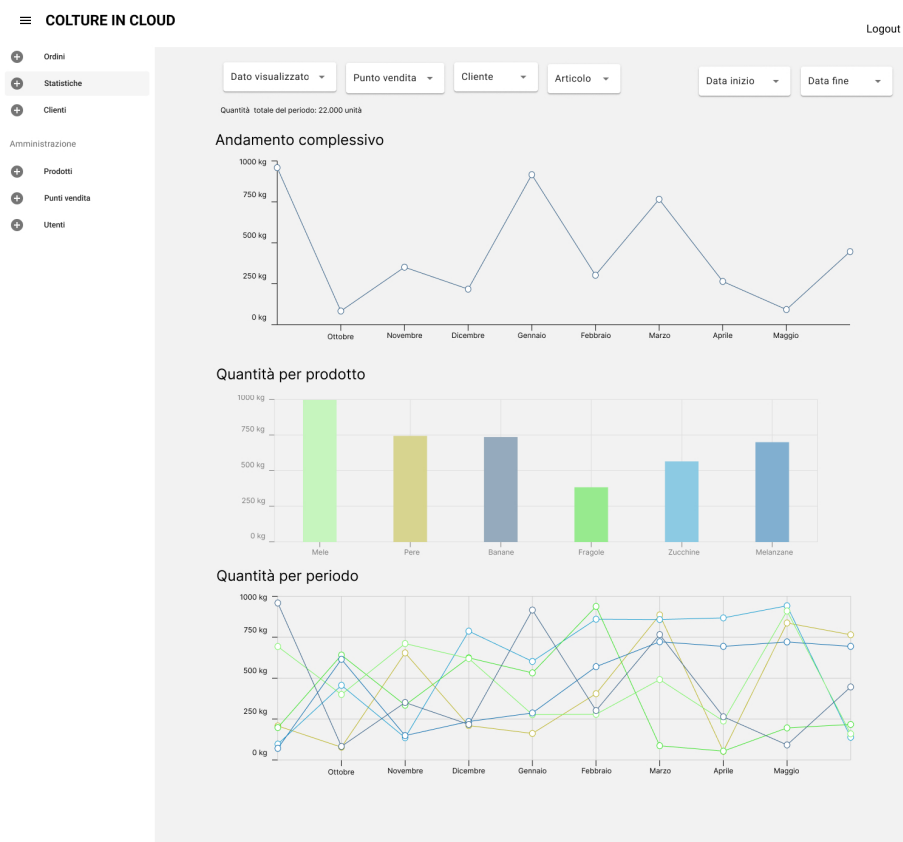 COLTURE IN CLOUD
Logout
Ordini
Statistiche
Clienti
Amministrazione
Prodotti
Punti vendita
Utenti
Dato visualizzato
Punto vendita
Cliente
Articolo
Data inizio
Data fine
Quantità totale del periodo: 22.000 unità
Andamento complessivo
1000 kg
750 kg
500 kg
250 kg
0 kg
Ottobre
Novembre
Dicembre
Gennaio
Febbraio
Marzo
Aprile
Maggio
Quantità per prodotto
1000 kg
750 kg
500 kg
250 kg
0 kg
Mele
Pere
Banane
Fragole
Zucchine
Melanzane
Quantità per periodo
1000 kg
750 kg
500 kg
250 kg
0 kg
Ottobre
Novembre
Dicembre
Gennaio
Febbraio
Marzo
Aprile
Maggio